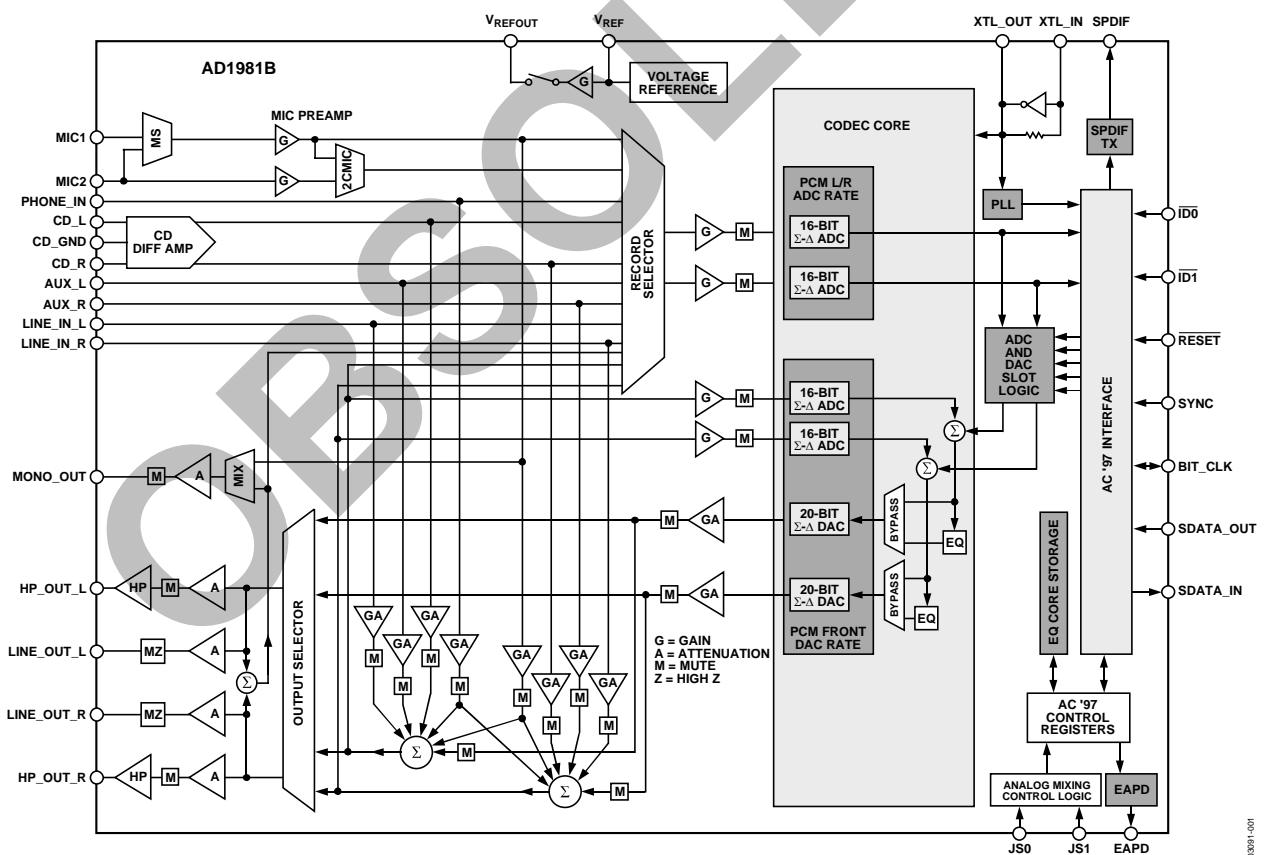 V_REFOUT
V_REF
XTL_OUT
XTL_IN
SPDIF
AD1981B
G
VOLTAGE
REFERENCE
MIC PREAMP
CODEC CORE
MIC1
MS
G
SPDIF
TX
MIC2
G
2CMIC
PHONE_IN
CD_L
CD
DIFF AMP
CD_GND
CD_R
AUX_L
AUX_R
LINE_IN_L
LINE_IN_R
RECORD
SELECTOR
G
M
G
M
PCM L/R
ADC RATE
16-BIT
Σ-Δ ADC
16-BIT
Σ-Δ ADC
PLL
ID0
ID1
RESET
SYNC
BIT_CLK
SDATA_OUT
SDATA_IN
ADC
AND
DAC
SLOT
LOGIC
AC '97 INTERFACE
G
M
16-BIT
Σ-Δ ADC
G
M
16-BIT
Σ-Δ ADC
Σ
Σ
MONO_OUT
M
A
MIX
M
GA
20-BIT
Σ-Δ DAC
BYPASS
EQ
M
GA
20-BIT
Σ-Δ DAC
BYPASS
EQ
PCM FRONT
DAC RATE
EQ CORE STORAGE
HP_OUT_L
HP
M
A
LINE_OUT_L
MZ
A
Σ
LINE_OUT_R
MZ
A
HP_OUT_R
HP
M
A
OUTPUT SELECTOR
GA
M
GA
M
GA
M
GA
M
GA
M
GA
M
GA
M
GA
M
G = GAIN
A = ATTENUATION
M = MUTE
Z = HIGH Z
Σ
M
Σ
M
AC '97
CONTROL
REGISTERS
ANALOG MIXING
CONTROL LOGIC
EAPD
JS0
JS1
EAPD
03091-001
OBSOLE